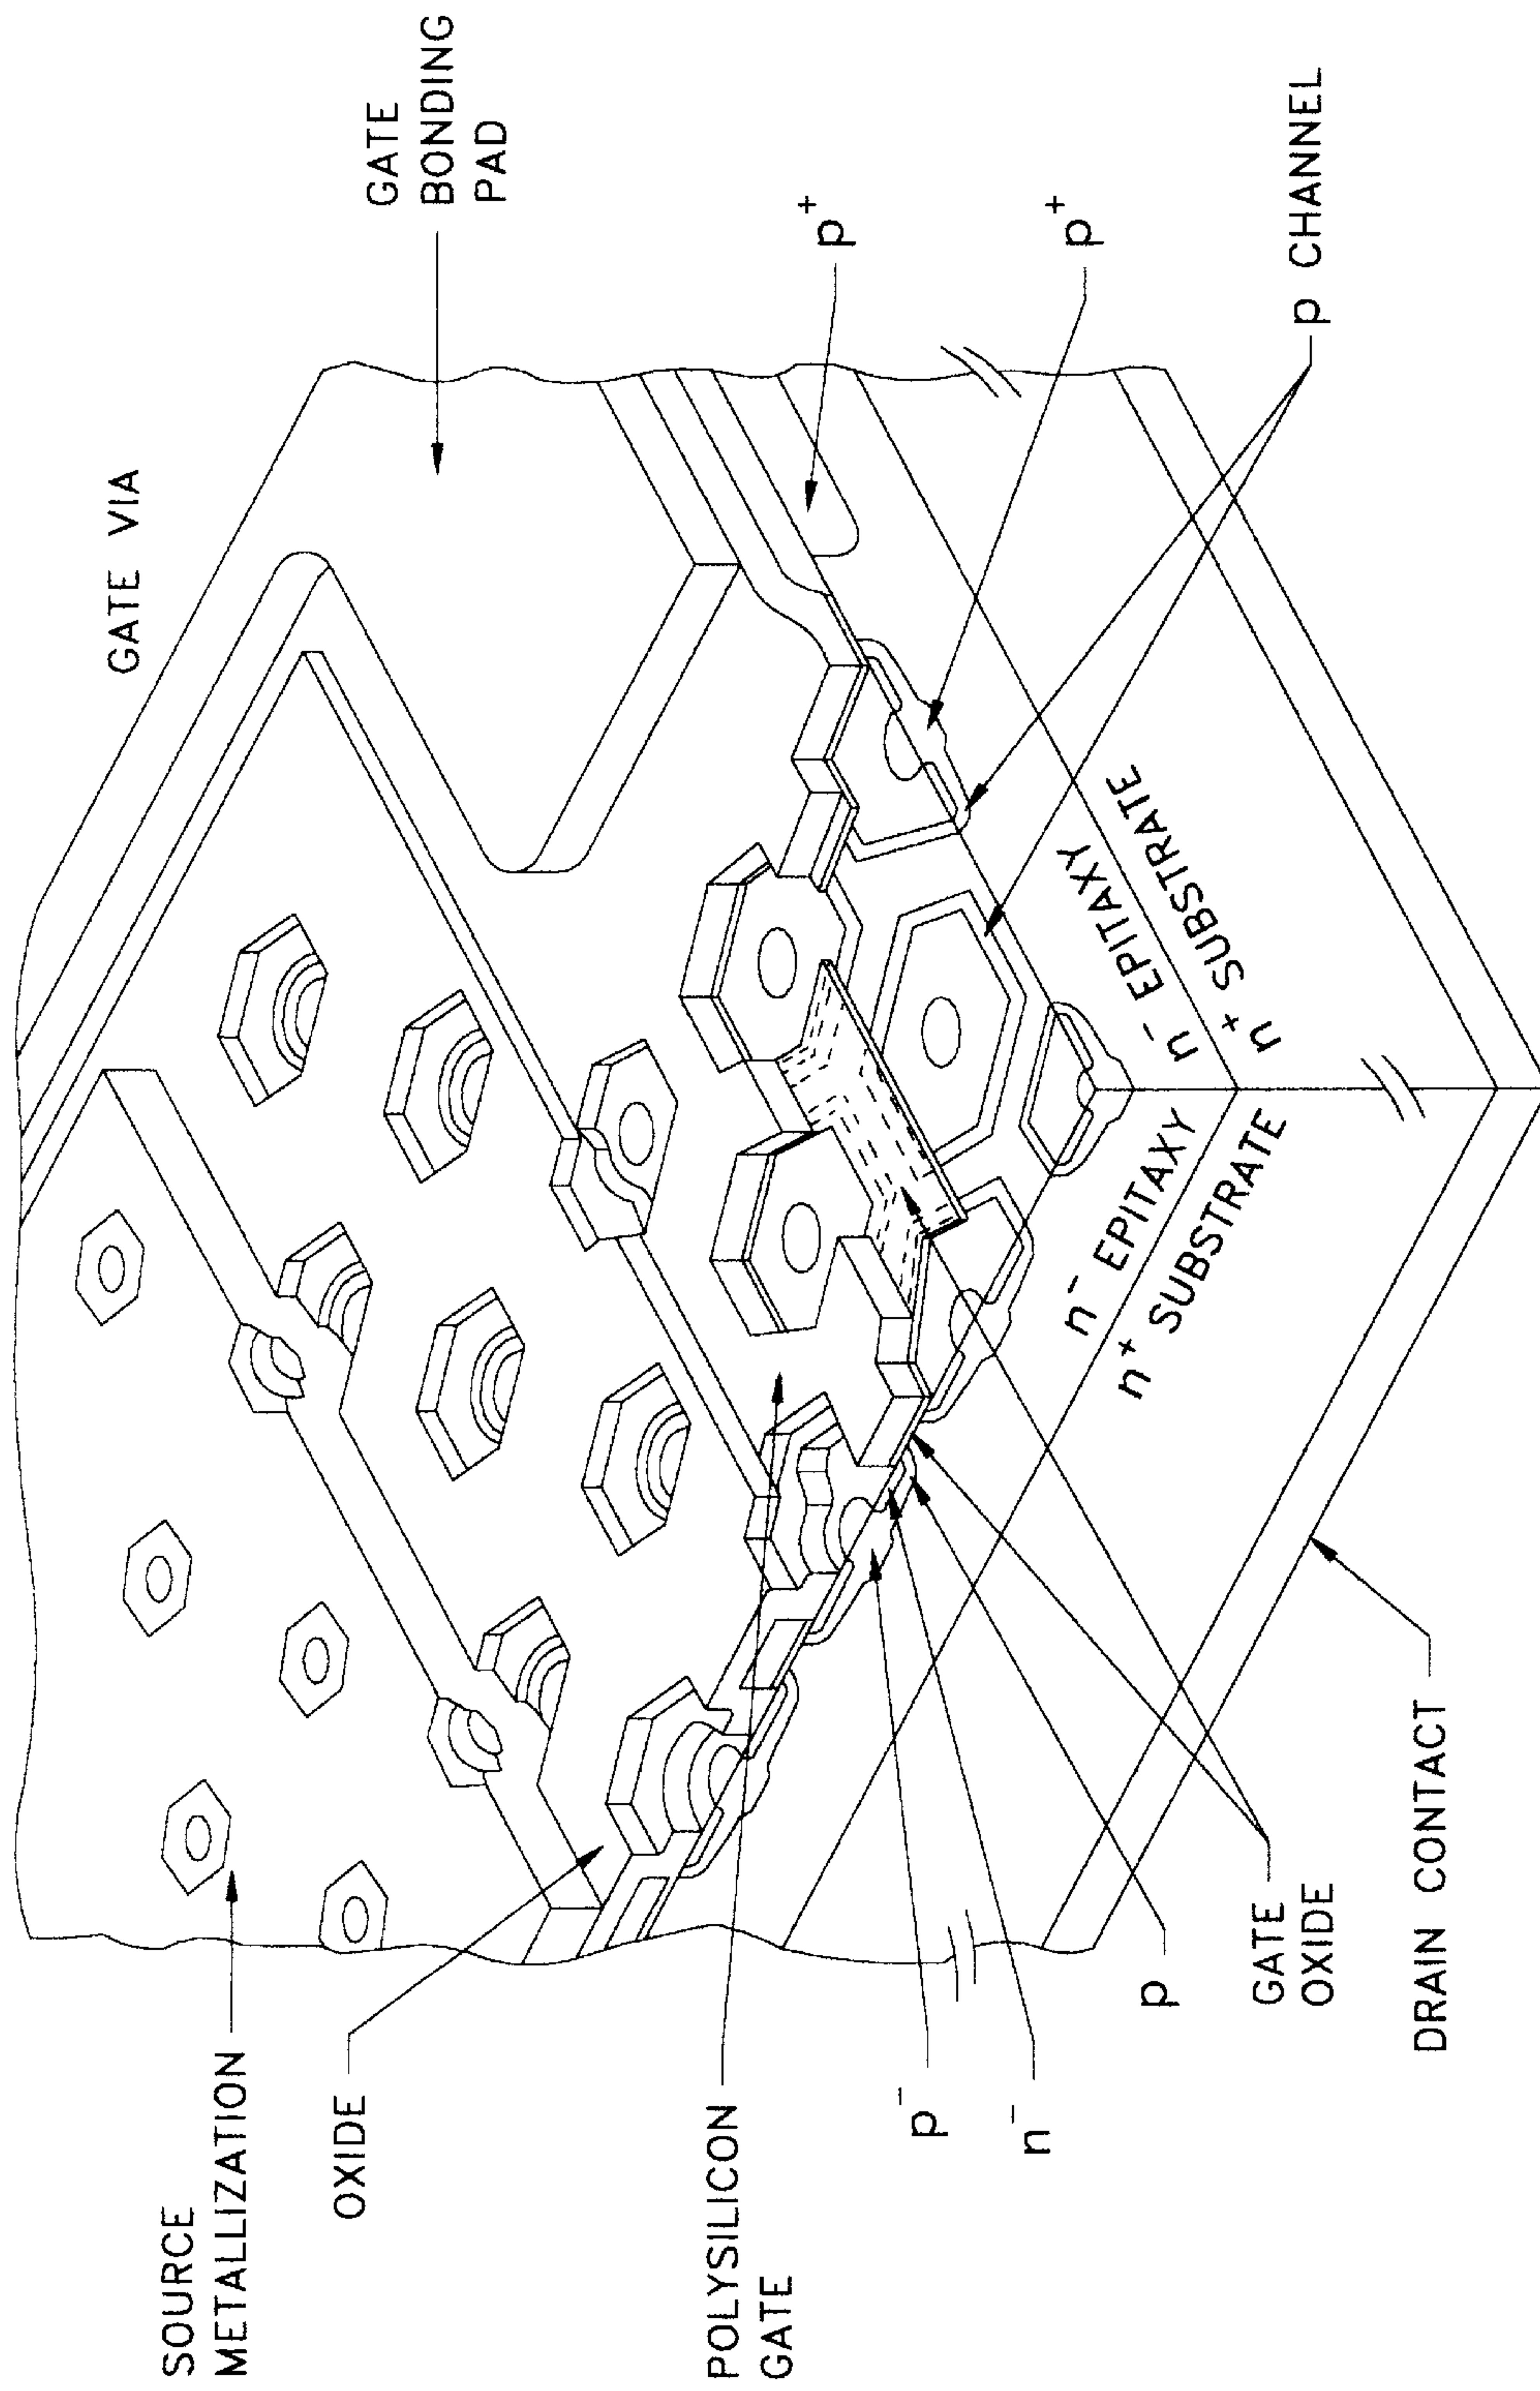 SOURCE
METALLIZATION
OXIDE
POLYSILICON
GATE
p⁻
n⁻
p
GATE
OXIDE
DRAIN CONTACT
GATE VIA
GATE
BONDING
PAD
p⁺
p⁺
p CHANNEL
n⁻ EPITAXY
n⁺ SUBSTRATE
n⁻ EPITAXY
n⁺ SUBSTRATE